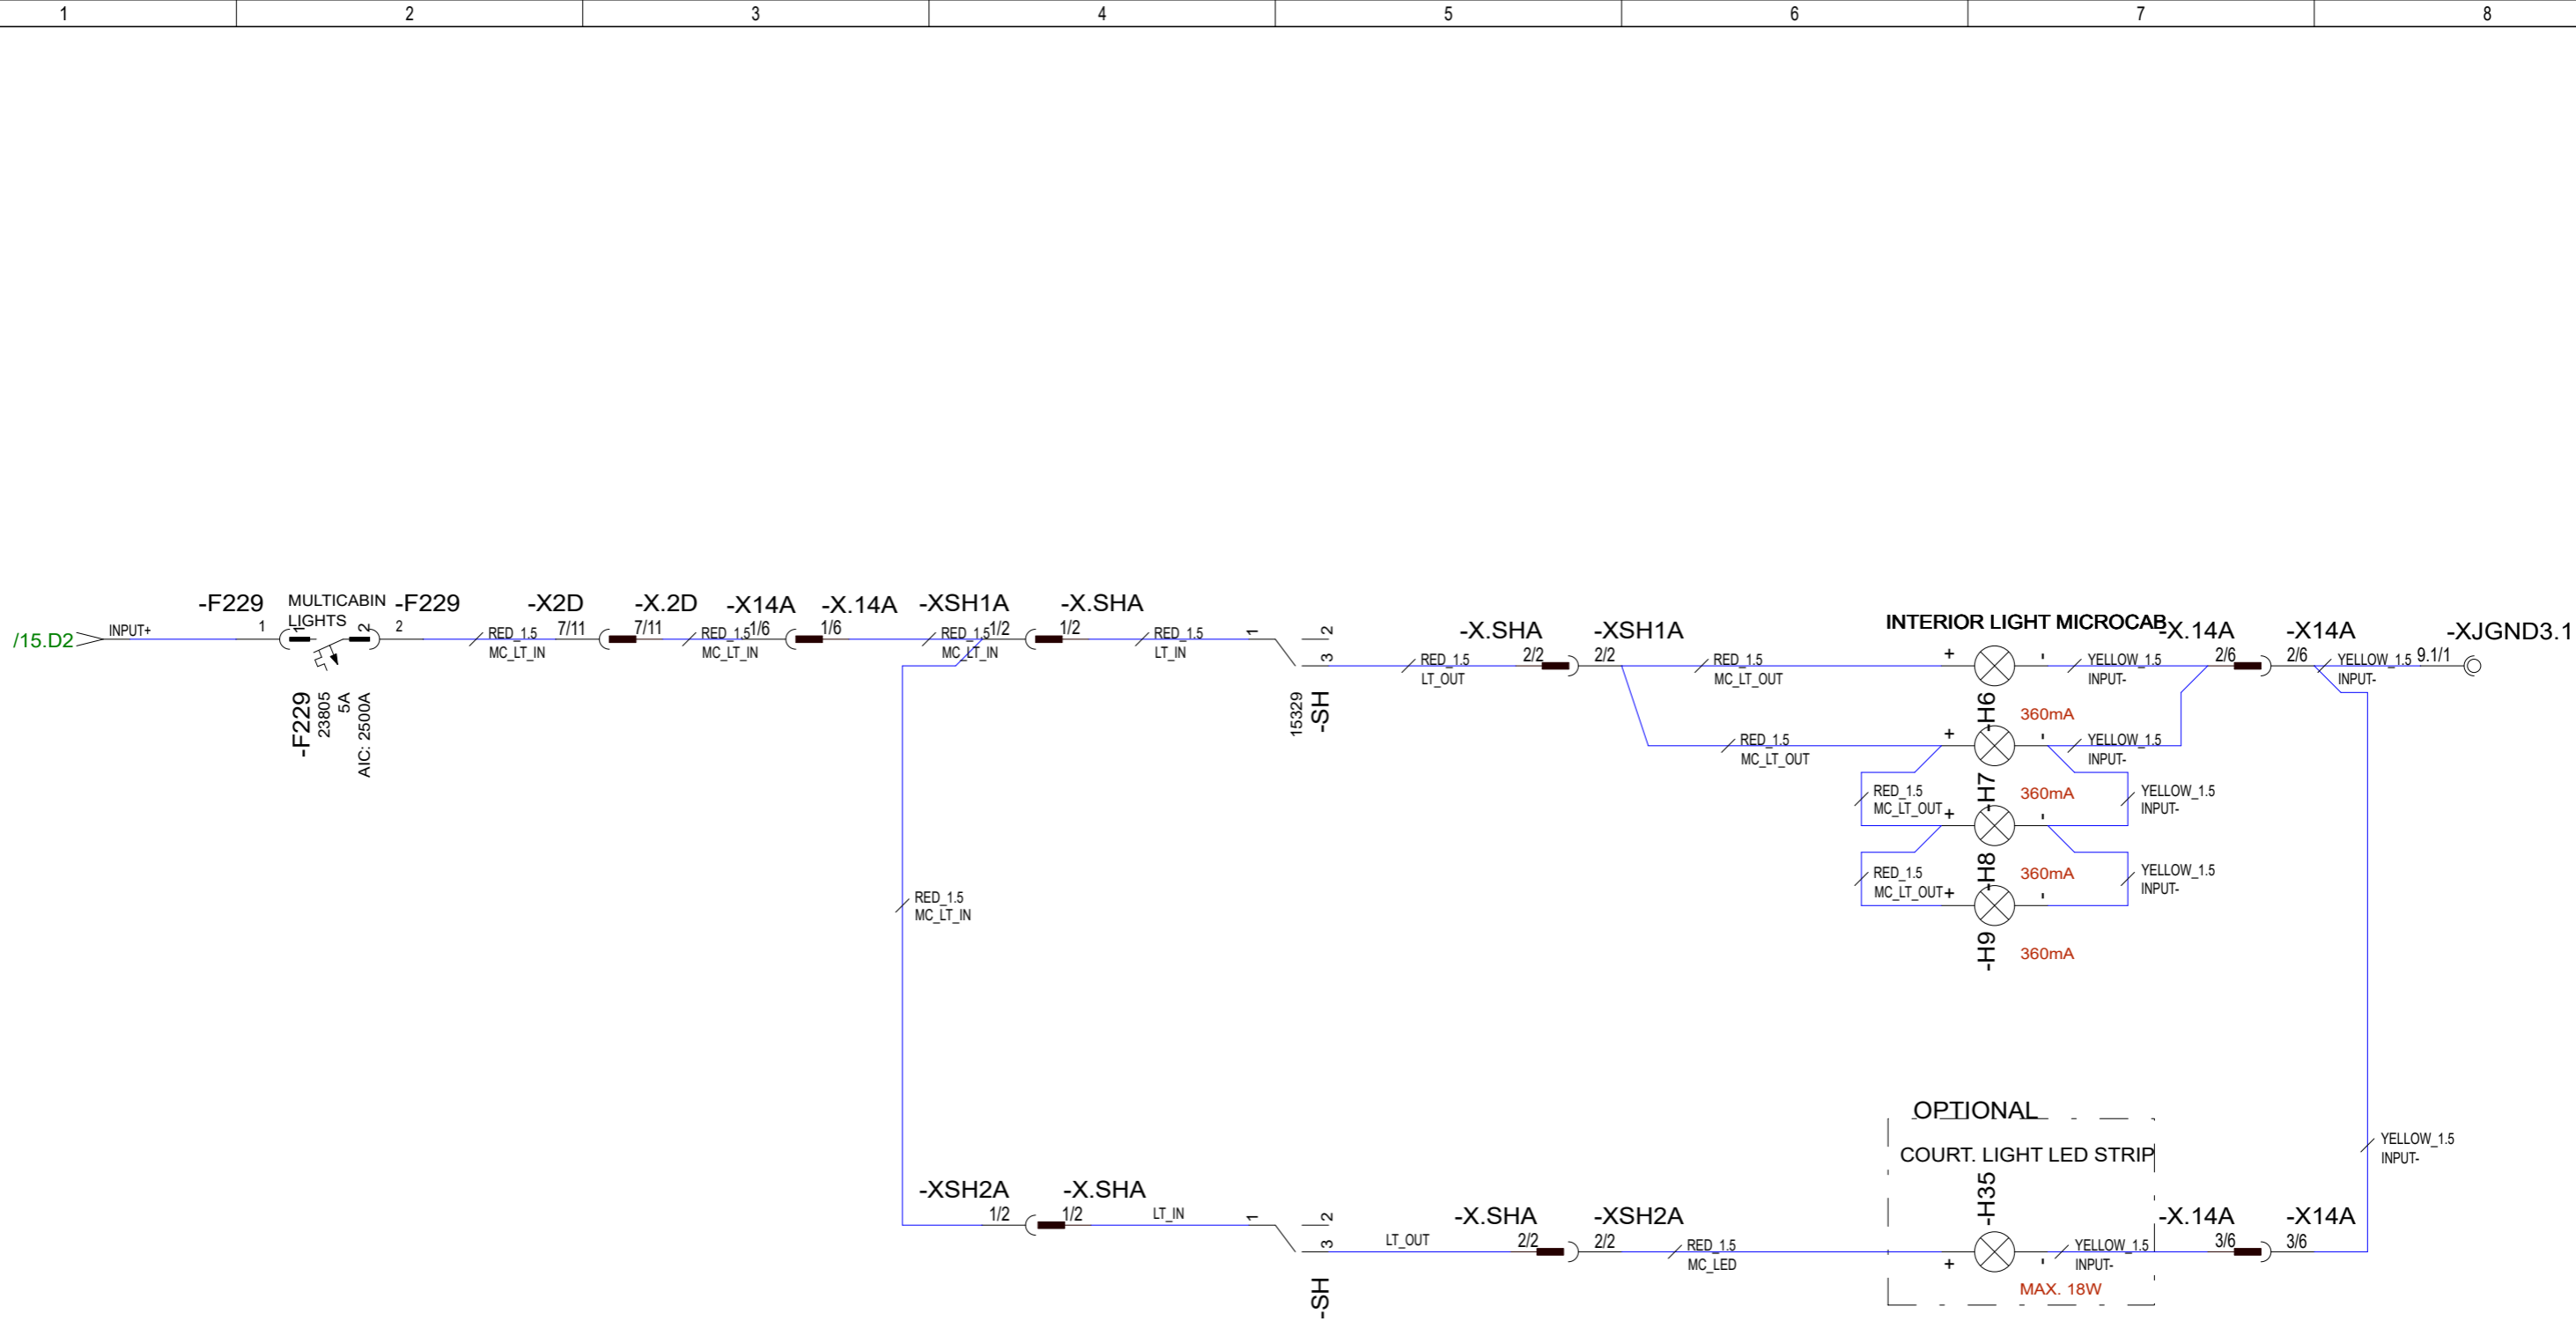 1 2 3 4 5 6 7 8
-F229 MULTICABIN -F229 -X2D -X.2D -X14A -X.14A -XSH1A -X.SHA
LIGHTS
/15.D2 INPUT+ 1 1 2 2 RED_1.5 7/11 7/11 RED_1.5 1/6 1/6 RED_1.5 1/2 1/2 RED_1.5 1 2
MC_LT_IN MC_LT_IN MC_LT_IN LT_IN 3
-F229
23805
5A
AIC: 2500A
15329
-SH
INTERIOR LIGHT MICROCAB
-X.SHA -XSH1A -X.14A -X14A -XJGND3.1
RED_1.5 2/2 2/2 RED_1.5 + - YELLOW_1.5 2/6 2/6 YELLOW_1.5 9.1/1
LT_OUT MC_LT_OUT INPUT- INPUT-
-H6 360mA
RED_1.5 + - YELLOW_1.5
MC_LT_OUT INPUT-
-H7 360mA
RED_1.5 YELLOW_1.5
MC_LT_OUT + - INPUT-
-H8 360mA
RED_1.5 YELLOW_1.5
MC_LT_OUT + - INPUT-
-H9 360mA
RED_1.5
MC_LT_IN
OPTIONAL
COURT. LIGHT LED STRIP
YELLOW_1.5
INPUT-
-XSH2A -X.SHA -X.SHA -XSH2A -H35 -X.14A -X14A
1/2 1/2 LT_IN 1 2
3 LT_OUT 2/2 2/2 RED_1.5 + - YELLOW_1.5 3/6 3/6
MC_LED INPUT-
-SH
MAX. 18W